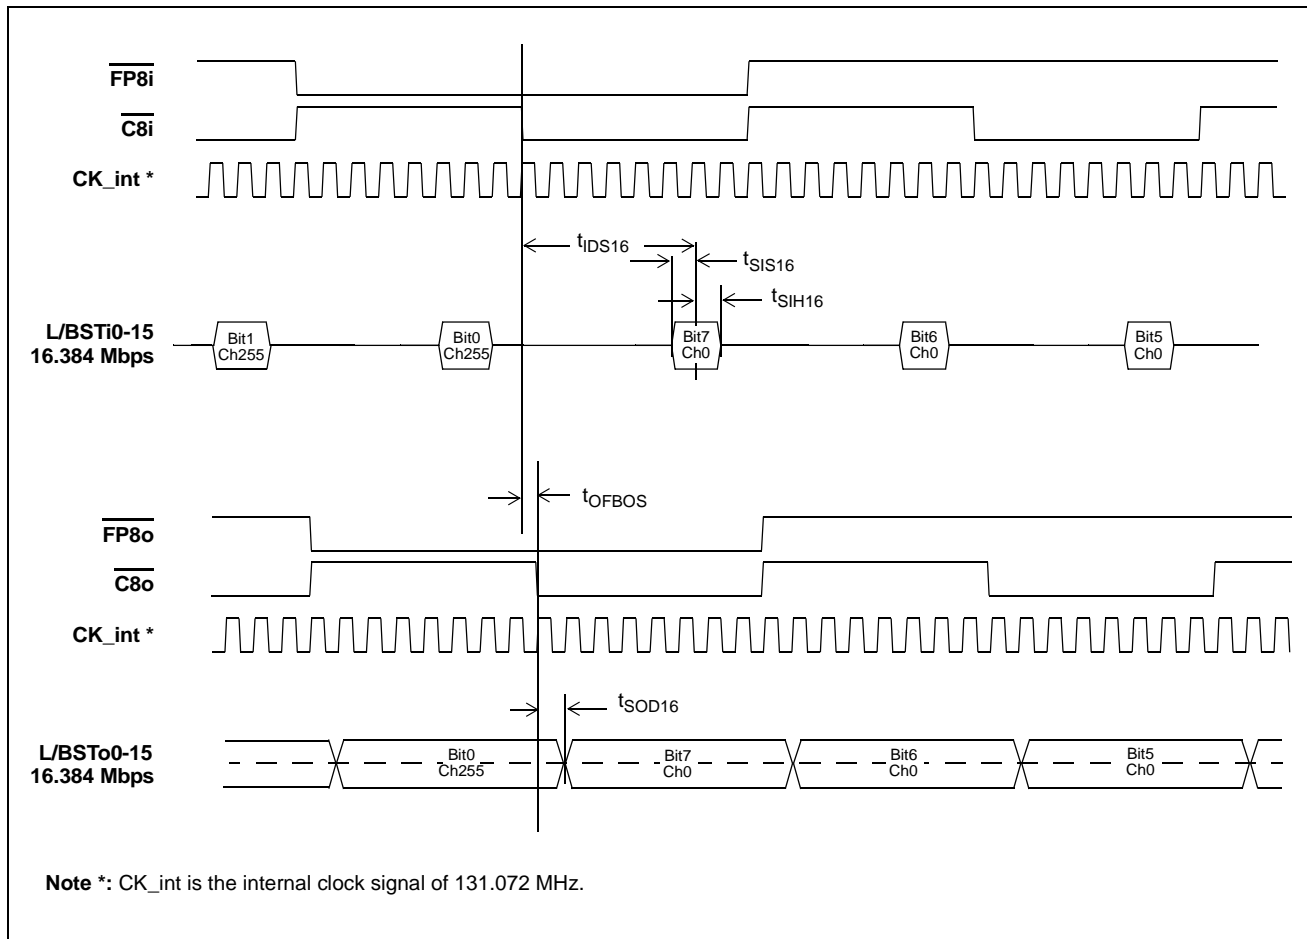 FP8i
C8i
CK_int *
tIDS16
tSIS16
tSIH16
L/BSTi0-15
16.384 Mbps
Bit1
Ch255
Bit0
Ch255
Bit7
Ch0
Bit6
Ch0
Bit5
Ch0
tOFBOS
FP8o
C8o
CK_int *
tSOD16
L/BSTo0-15
16.384 Mbps
Bit0
Ch255
Bit7
Ch0
Bit6
Ch0
Bit5
Ch0
Note *: CK_int is the internal clock signal of 131.072 MHz.